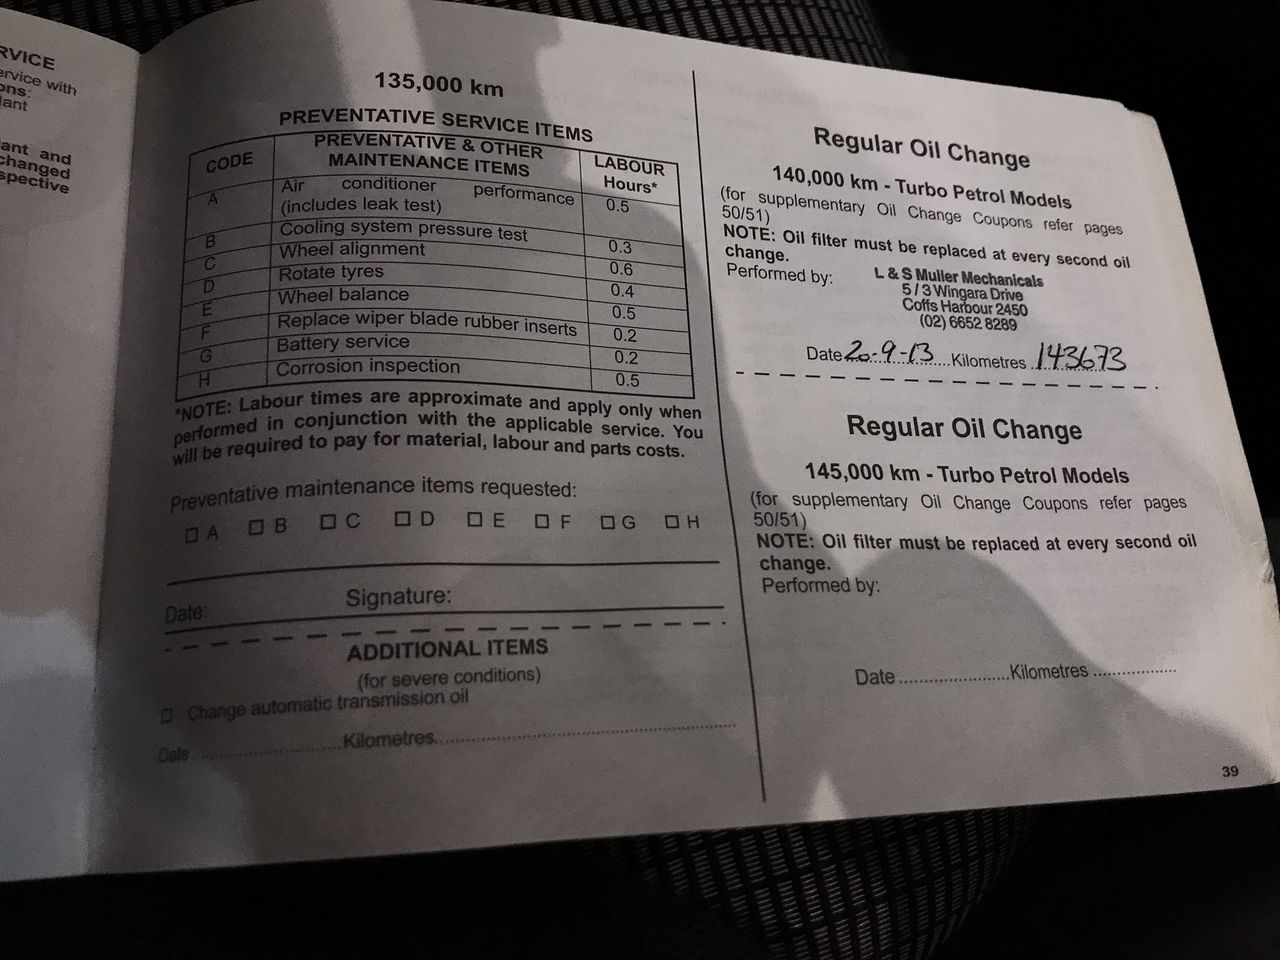 RVICE
ervice with
ons:
lant
ant and
changed
spective
135,000 km
PREVENTATIVE SERVICE ITEMS
CODE PREVENTATIVE & OTHER MAINTENANCE ITEMS LABOUR Hours*
A Air conditioner performance (includes leak test) 0.5
B Cooling system pressure test 0.3
C Wheel alignment 0.6
D Rotate tyres 0.4
E Wheel balance 0.5
F Replace wiper blade rubber inserts 0.2
G Battery service 0.2
H Corrosion inspection 0.5
*NOTE: Labour times are approximate and apply only when
performed in conjunction with the applicable service. You
will be required to pay for material, labour and parts costs.
Preventative maintenance items requested:
A B C D E F G H
Date: Signature:
ADDITIONAL ITEMS
(for severe conditions)
Change automatic transmission oil
Date Kilometres
Regular Oil Change
140,000 km - Turbo Petrol Models
(for supplementary Oil Change Coupons refer pages
50/51)
NOTE: Oil filter must be replaced at every second oil
change.
Performed by: L & S Muller Mechanicals
5 / 3 Wingara Drive
Coffs Harbour 2450
(02) 6652 8289
Date 20-9-13 Kilometres 143673
Regular Oil Change
145,000 km - Turbo Petrol Models
(for supplementary Oil Change Coupons refer pages
50/51)
NOTE: Oil filter must be replaced at every second oil
change.
Performed by:
Date Kilometres
39